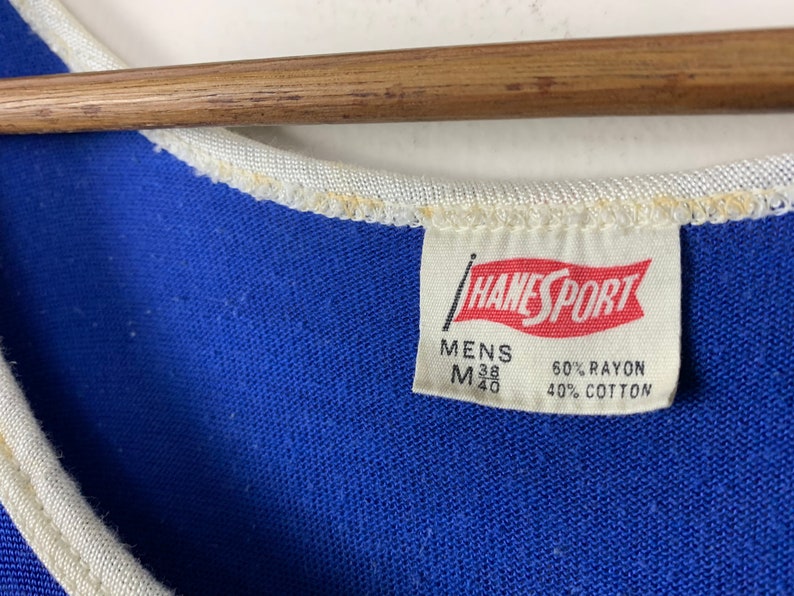 HANESPORT
MENS
M 38/40
60% RAYON
40% COTTON